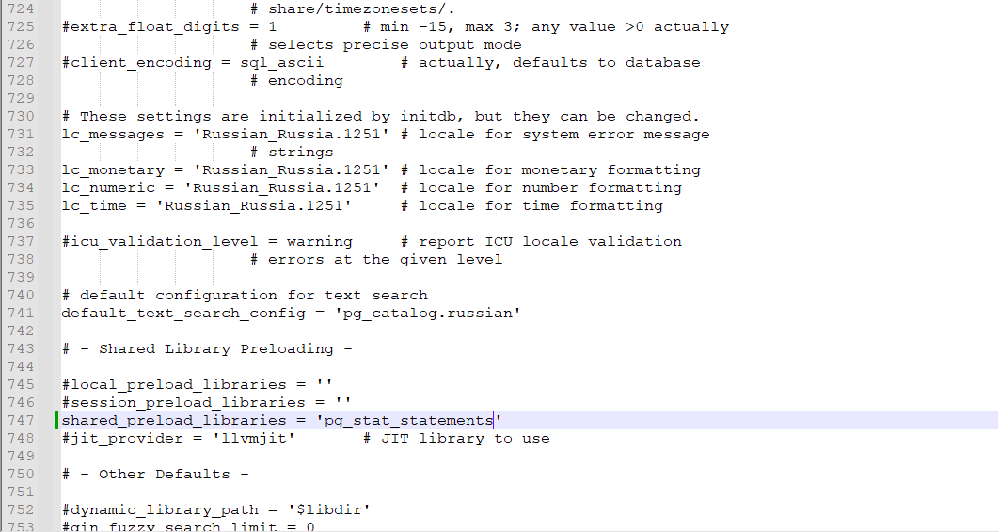 724 # share/timezonesets/.
725 #extra_float_digits = 1 # min -15, max 3; any value >0 actually
726 # selects precise output mode
727 #client_encoding = sql_ascii # actually, defaults to database
728 # encoding
729
730 # These settings are initialized by initdb, but they can be changed.
731 lc_messages = 'Russian_Russia.1251' # locale for system error message
732 # strings
733 lc_monetary = 'Russian_Russia.1251' # locale for monetary formatting
734 lc_numeric = 'Russian_Russia.1251' # locale for number formatting
735 lc_time = 'Russian_Russia.1251' # locale for time formatting
736
737 #icu_validation_level = warning # report ICU locale validation
738 # errors at the given level
739
740 # default configuration for text search
741 default_text_search_config = 'pg_catalog.russian'
742
743 # - Shared Library Preloading -
744
745 #local_preload_libraries = ''
746 #session_preload_libraries = ''
747 shared_preload_libraries = 'pg_stat_statements'
748 #jit_provider = 'llvmjit' # JIT library to use
749
750 # - Other Defaults -
751
752 #dynamic_library_path = '$libdir'
753 #gin_fuzzy_search_limit = 0